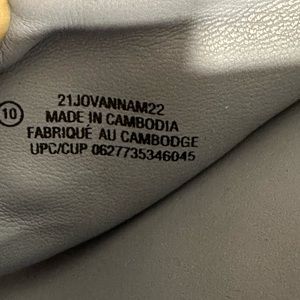 10
21JOVANNAM22
MADE IN CAMBODIA
FABRIQUÉ AU CAMBODGE
UPC/CUP 0627735346045